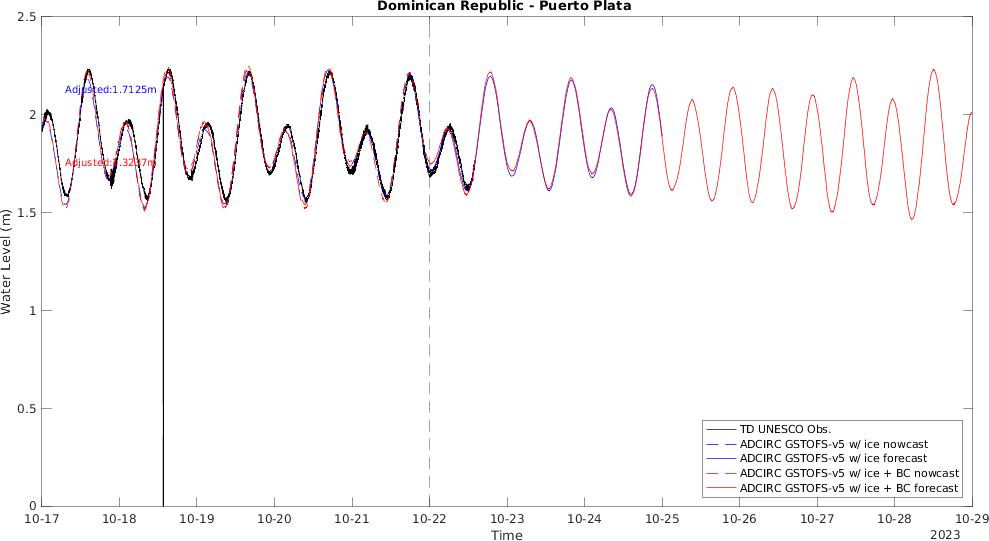 Dominican Republic - Puerto Plata
2.5
2
1.5
1
0.5
0
Water Level (m)
Adjusted:1.7125m
TD UNESCO Obs.
ADCIRC GSTOFS-v5 w/ ice nowcast
ADCIRC GSTOFS-v5 w/ ice forecast
ADCIRC GSTOFS-v5 w/ ice + BC nowcast
ADCIRC GSTOFS-v5 w/ ice + BC forecast
10-17 10-18 10-19 10-20 10-21 10-22 10-23 10-24 10-25 10-26 10-27 10-28 10-29
Time
2023